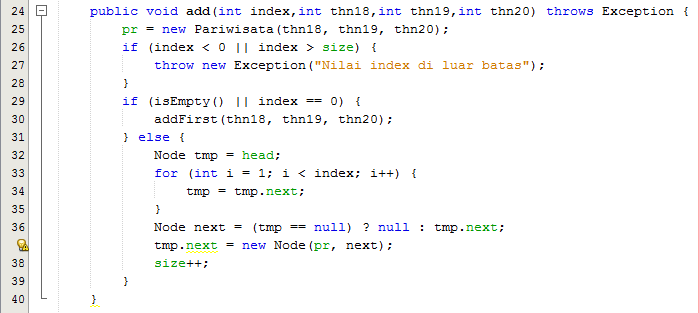 24 public void add(int index,int thn18,int thn19,int thn20) throws Exception {
25 pr = new Pariwisata(thn18, thn19, thn20);
26 if (index < 0 || index > size) {
27 throw new Exception("Nilai index di luar batas");
28 }
29 if (isEmpty() || index == 0) {
30 addFirst(thn18, thn19, thn20);
31 } else {
32 Node tmp = head;
33 for (int i = 1; i < index; i++) {
34 tmp = tmp.next;
35 }
36 Node next = (tmp == null) ? null : tmp.next;
tmp.next = new Node(pr, next);
38 size++;
39 }
40 }